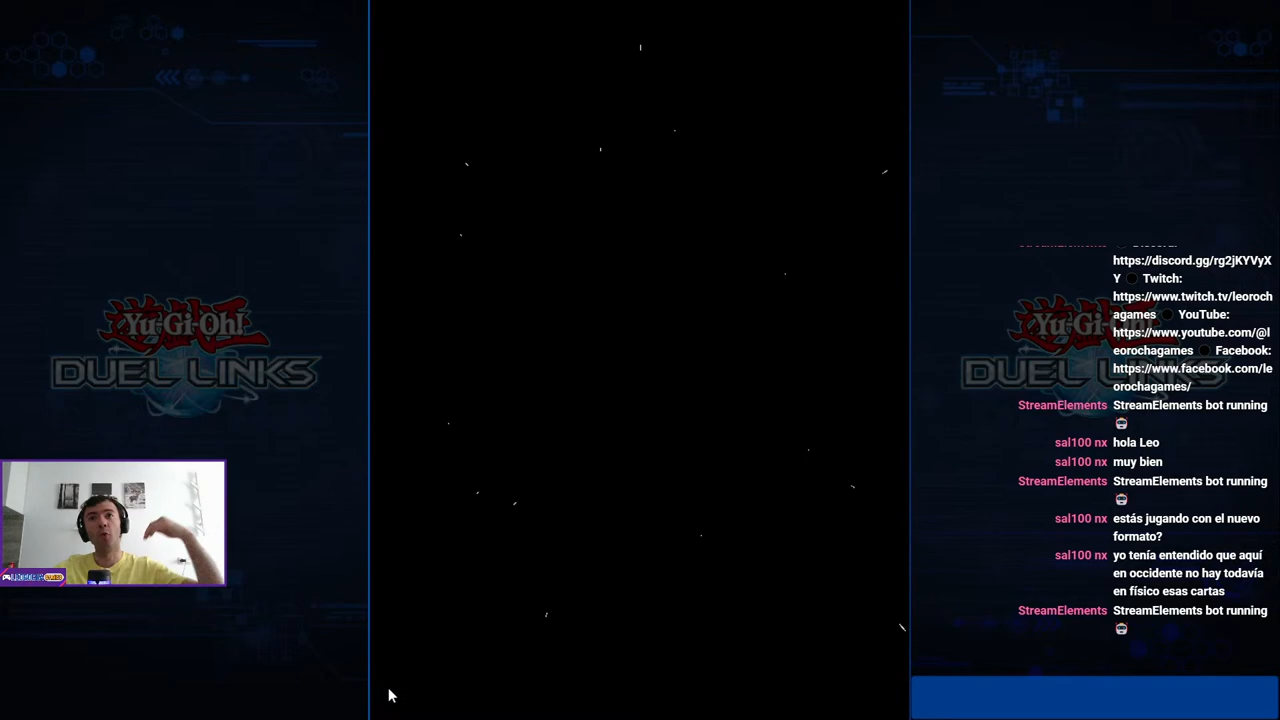 Yu-Gi-Oh!
DUEL LINKS
Yu-Gi-Oh!
DUEL LINKS
https://discord.gg/rg2jKYVyX
Y Twitch:
https://www.twitch.tv/leoroch
agames YouTube:
https://www.youtube.com/@l
eorochagames Facebook:
https://www.facebook.com/le
orochagames/
StreamElements StreamElements bot running
sal100 nx hola Leo
sal100 nx muy bien
StreamElements StreamElements bot running
sal100 nx estás jugando con el nuevo
formato?
sal100 nx yo tenía entendido que aquí
en occidente no hay todavía
en físico esas cartas
StreamElements StreamElements bot running